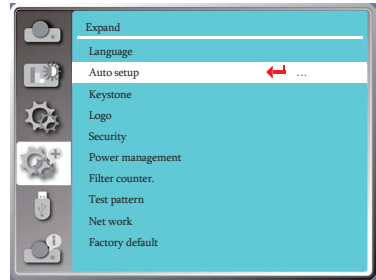 Expand
Language
Auto setup ...
Keystone
Logo
Security
Power management
Filter counter.
Test pattern
Net work
Factory default